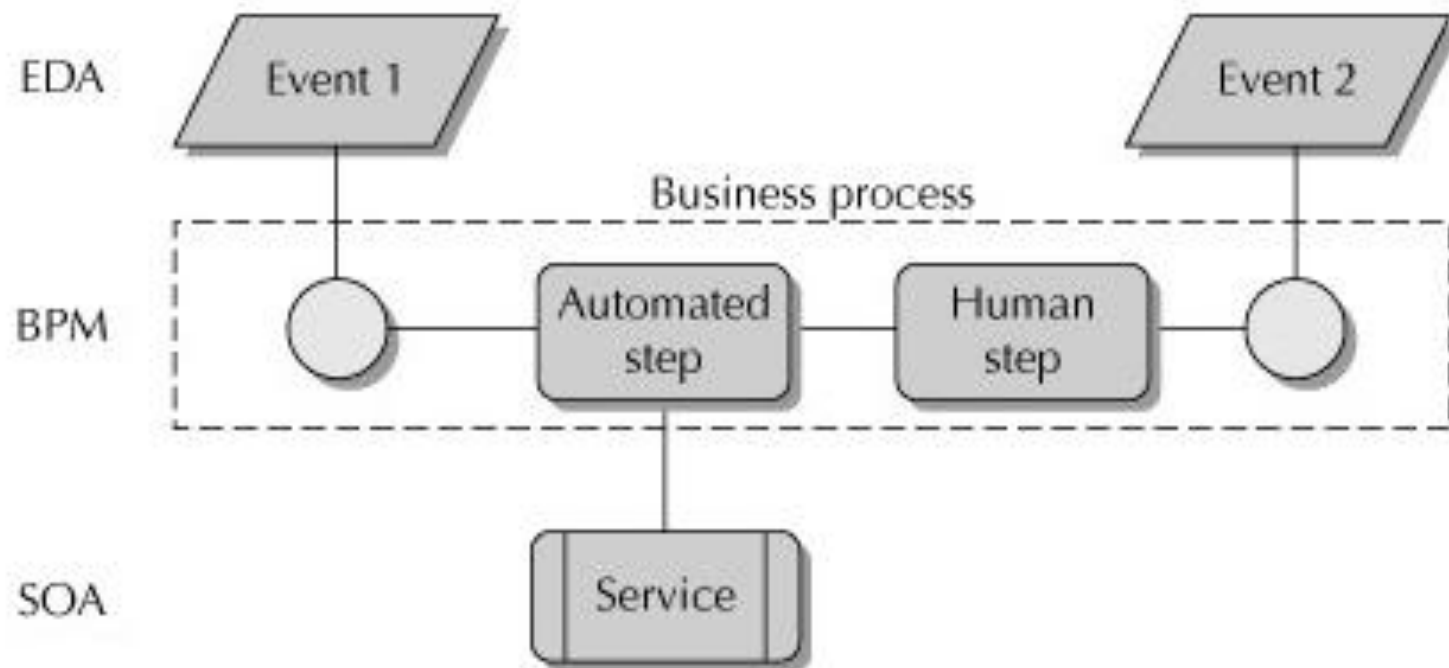 EDA
Event 1
Event 2
Business process
BPM
Automated
step
Human
step
SOA
Service